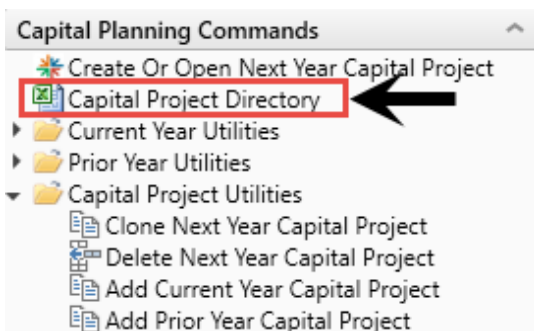 Capital Planning Commands
Create Or Open Next Year Capital Project
Capital Project Directory
Current Year Utilities
Prior Year Utilities
Capital Project Utilities
Clone Next Year Capital Project
Delete Next Year Capital Project
Add Current Year Capital Project
Add Prior Year Capital Project